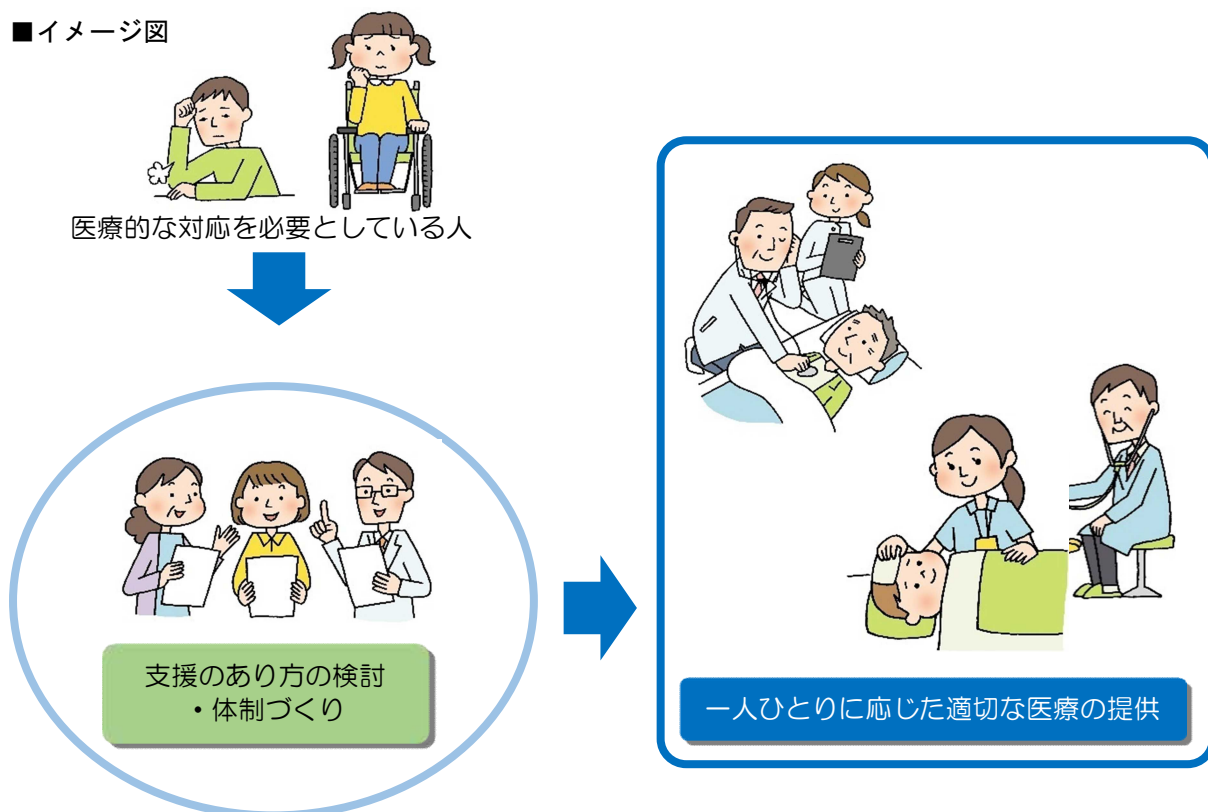 ■イメージ図
医療的な対応を必要としている人
支援のあり方の検討
・体制づくり
一人ひとりに応じた適切な医療の提供